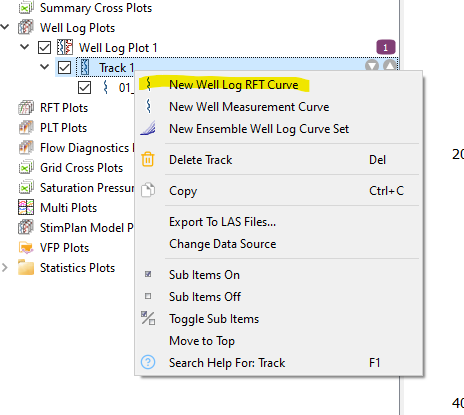 Summary Cross Plots
Well Log Plots
Well Log Plot 1
1
Track 1
01_
RFT Plots
PLT Plots
Flow Diagnostics
Grid Cross Plots
Saturation Pressu
Multi Plots
StimPlan Model P
VFP Plots
Statistics Plots
New Well Log RFT Curve
New Well Measurement Curve
New Ensemble Well Log Curve Set
Delete Track Del
Copy Ctrl+C
Export To LAS Files...
Change Data Source
Sub Items On
Sub Items Off
Toggle Sub Items
Move to Top
Search Help For: Track F1
20
40